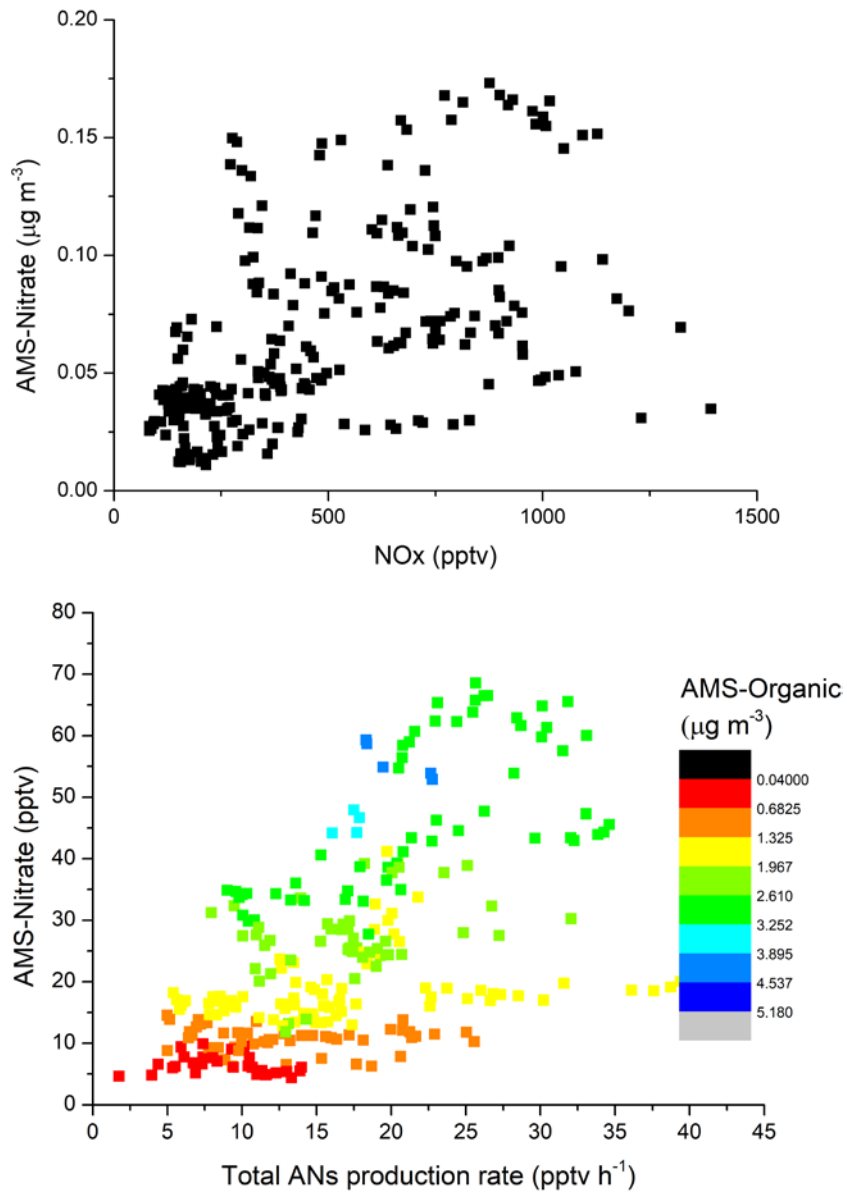 0.20
0.15
0.10
0.05
0.00
AMS-Nitrate (μg m⁻³)
0 500 1000 1500
NOx (pptv)
80
70
60
50
40
30
20
10
0
AMS-Nitrate (pptv)
AMS-Organic
(μg m⁻³)
0.04000
0.6825
1.325
1.967
2.610
3.252
3.895
4.537
5.180
0 5 10 15 20 25 30 35 40 45
Total ANs production rate (pptv h⁻¹)